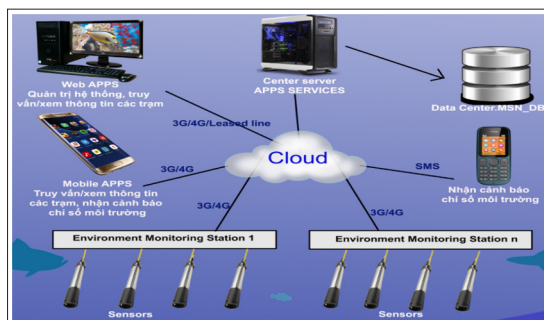 Web APPS
Quản trị hệ thống, truy
vấn/xem thông tin các trạm
Center server
APPS SERVICES
Data Center.MSN_DB
3G/4G/Leased line
Cloud
SMS
3G/4G
Mobile APPS
Truy vấn/xem thông tin
các trạm, nhận cảnh báo
chỉ số môi trường
Nhận cảnh báo
chỉ số môi trường
3G/4G
3G/4G
Environment Monitoring Station 1
Environment Monitoring Station n
Sensors
Sensors